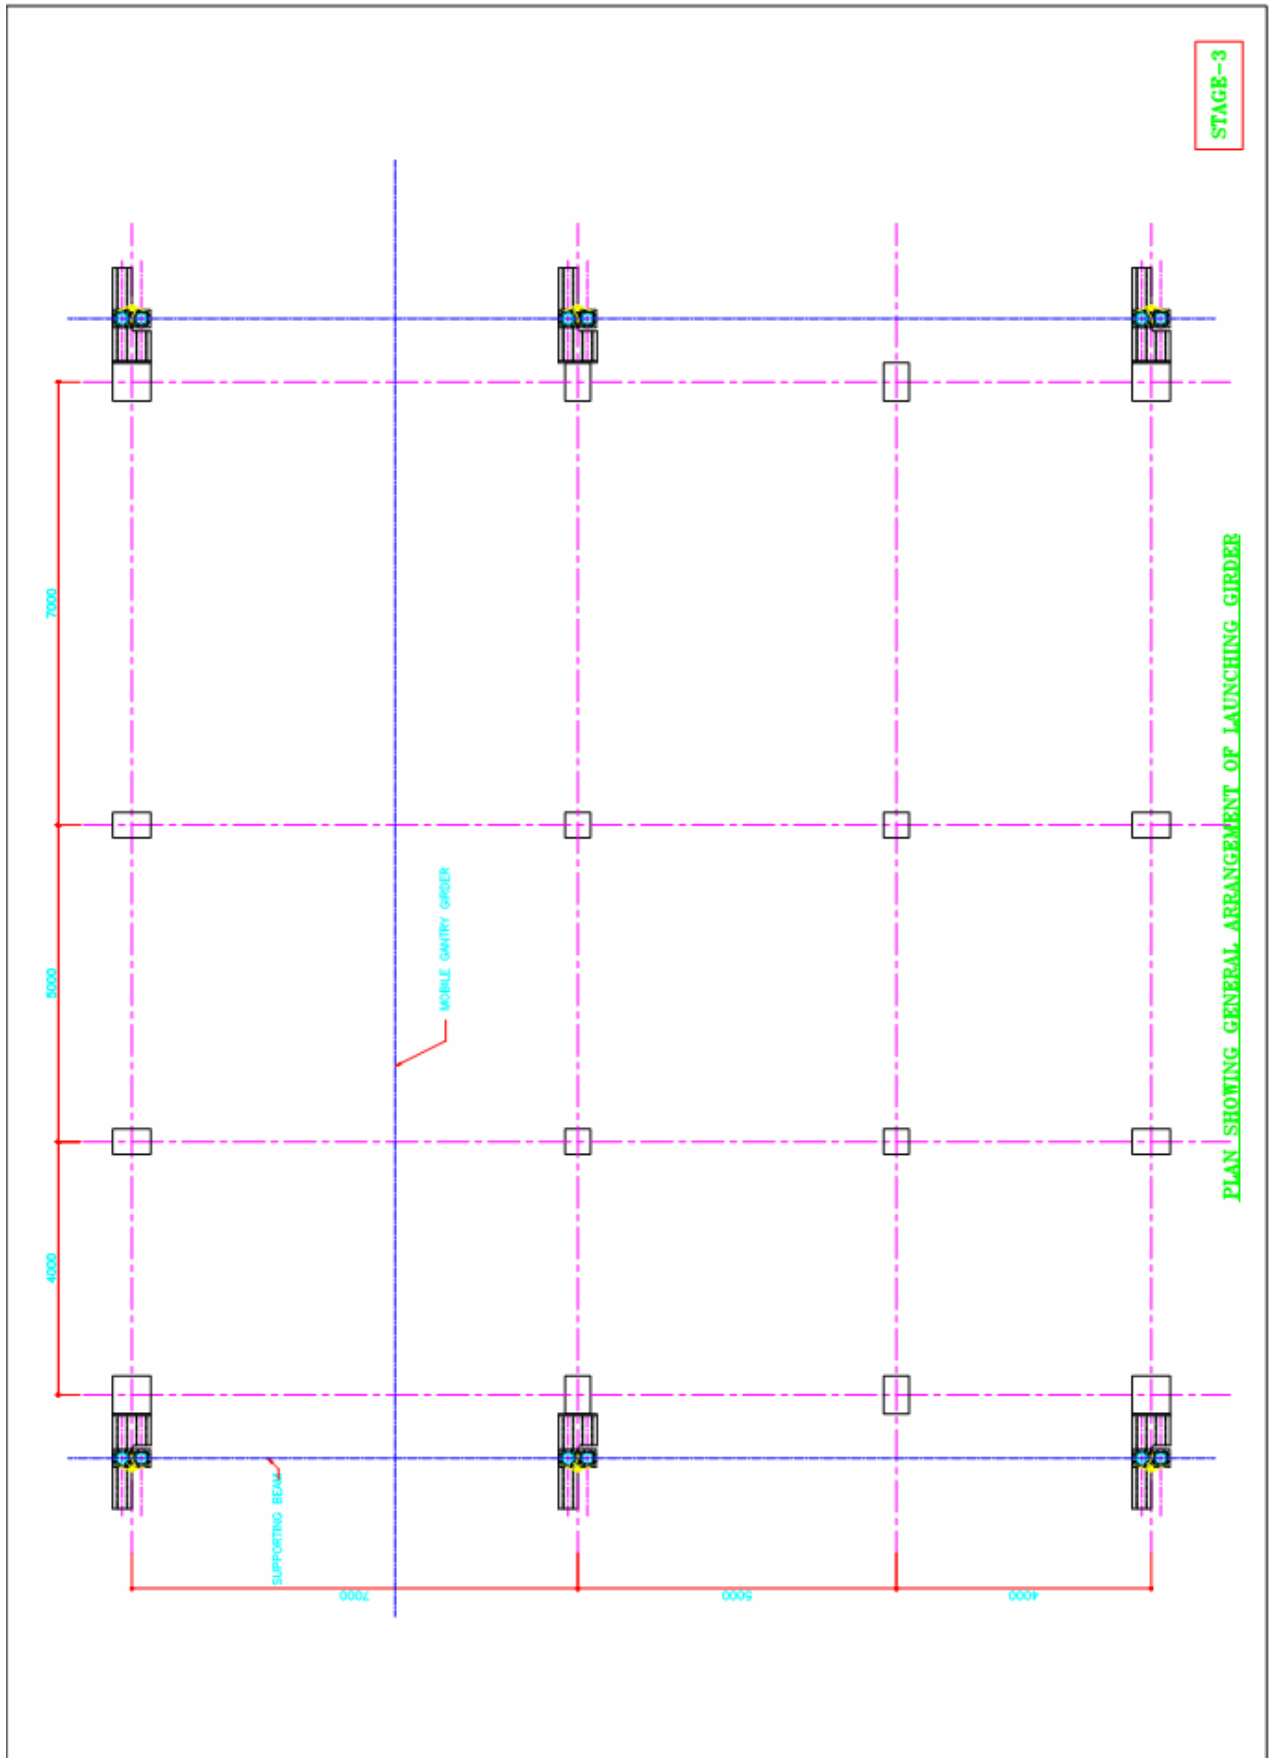 4000
5000
7000
SUPPORTING BEAM
7000
MOBILE GANTRY GIRDER
5000
4000
STAGE-3
PLAN SHOWING GENERAL ARRANGEMENT OF LAUNCHING GIRDER